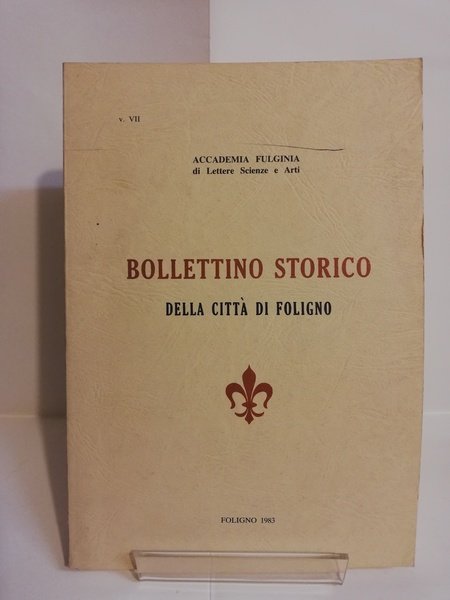 v. VII
ACCADEMIA FULGINIA
di Lettere Scienze e Arti
BOLLETTINO STORICO
DELLA CITTÀ DI FOLIGNO
FOLIGNO 1983